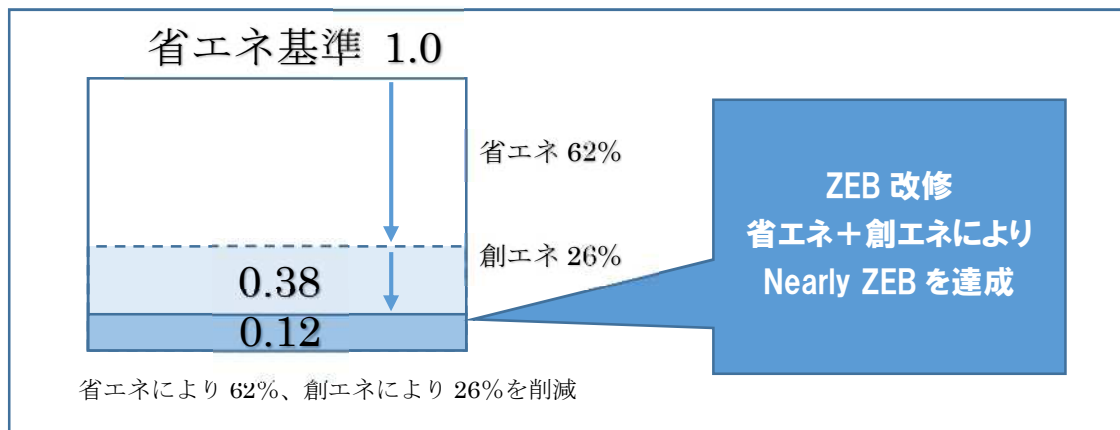 省エネ基準 1.0
省エネ 62%
創エネ 26%
0.38
0.12
ZEB 改修
省エネ＋創エネにより
Nearly ZEB を達成
省エネにより 62%、創エネにより 26%を削減